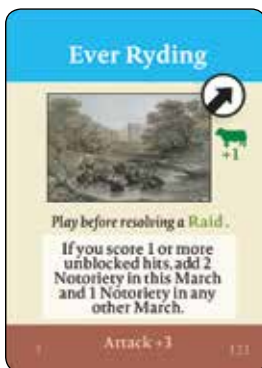 Ever Ryding
+1
Play before resolving a Raid.
If you score 1 or more
unblocked hits, add 2
Notoriety in this March
and 1 Notoriety in any
other March.
Attack +3